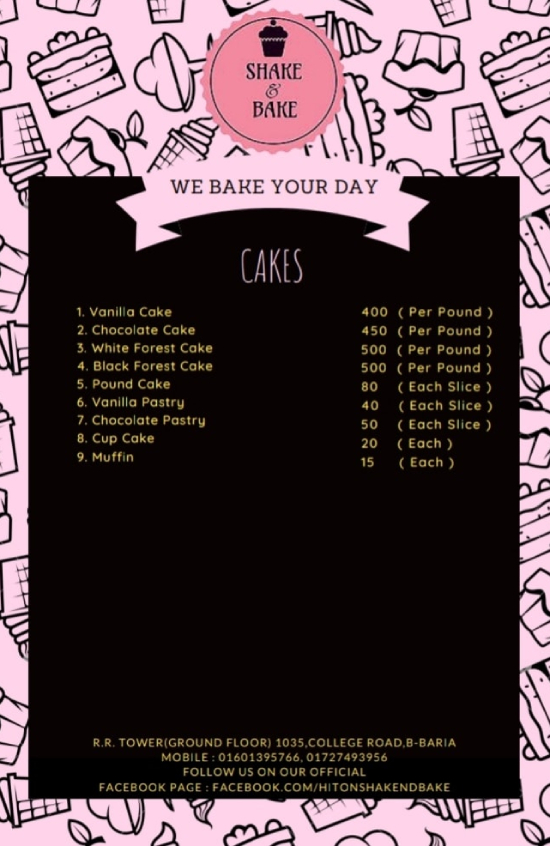 SHAKE
&
BAKE
WE BAKE YOUR DAY
CAKES
1. Vanilla Cake 400 ( Per Pound )
2. Chocolate Cake 450 ( Per Pound )
3. White Forest Cake 500 ( Per Pound )
4. Black Forest Cake 500 ( Per Pound )
5. Pound Cake 80 ( Each Slice )
6. Vanilla Pastry 40 ( Each Slice )
7. Chocolate Pastry 50 ( Each Slice )
8. Cup Cake 20 ( Each )
9. Muffin 15 ( Each )
R.R. TOWER(GROUND FLOOR) 1035,COLLEGE ROAD,B-BARIA
MOBILE : 01601395766, 01727493956
FOLLOW US ON OUR OFFICIAL
FACEBOOK PAGE : FACEBOOK.COM/HITONSHAKENDBAKE